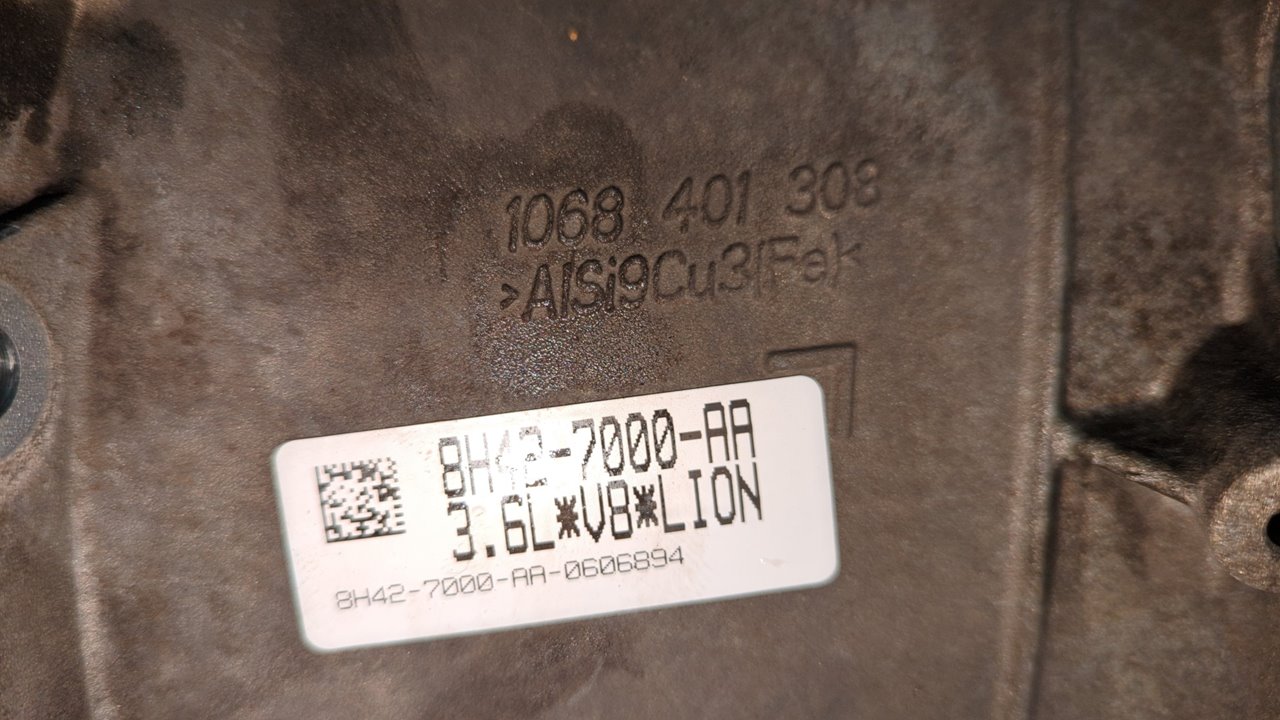 1068 401 308
>AlSi9Cu3(Fe)<
8H42-7000-AA
3.6L*V8*LION
8H42-7000-AA-0606894